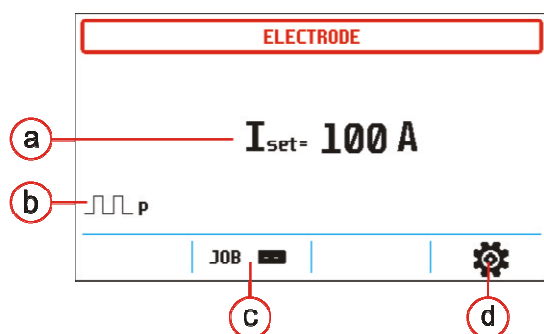 ELECTRODE
a
Iset= 100 A
b
p
JOB --
c
d